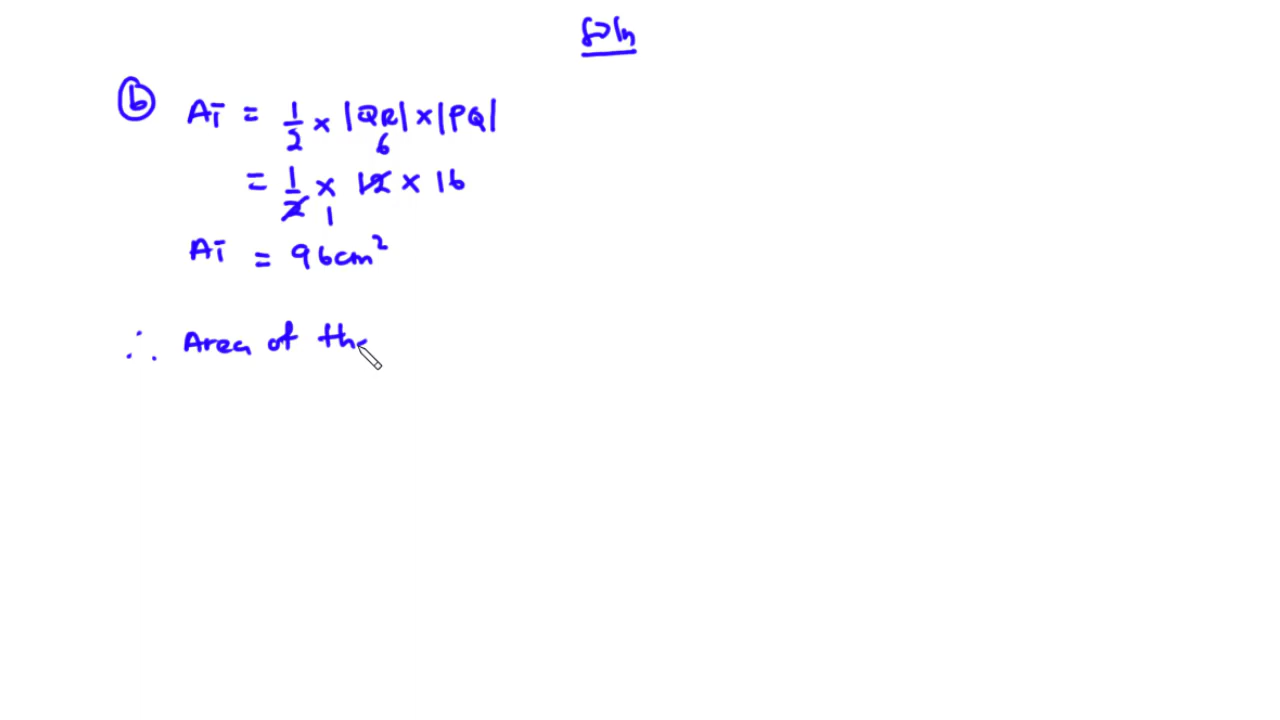 Soln
(b) AT = 1/2 × |QR| × |PQ|
6
= 1/2 × 12 × 16
1
AT = 96cm²
∴ Area of the